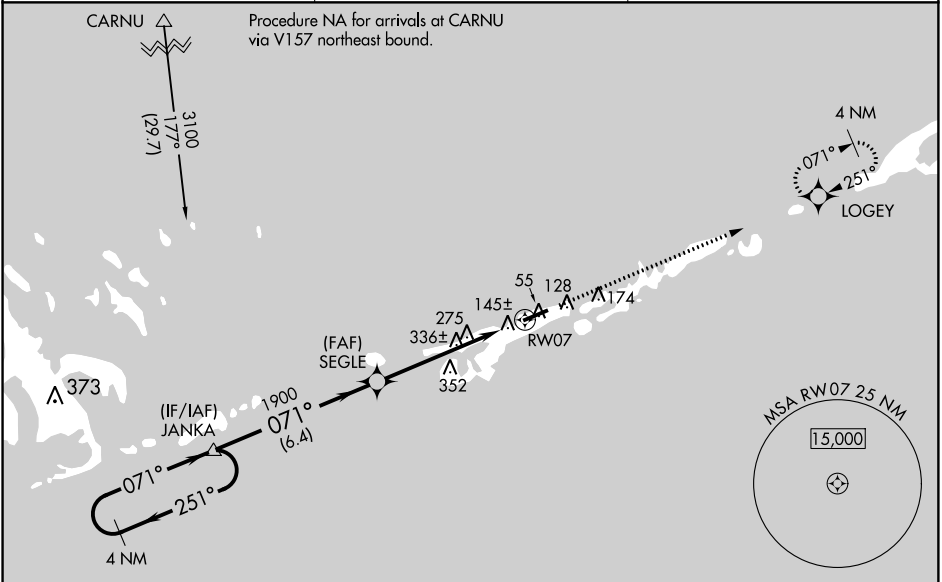 CARNU
Procedure NA for arrivals at CARNU
via V157 northeast bound.
3100
177°
(29.7)
4 NM
071°
251°
LOGEY
55
128
174
145±
275
336±
RW07
(FAF)
SEGLE
352
373
(IF/IAF)
JANKA
1900
071°
(6.4)
071°
251°
4 NM
MSA RW07 25 NM
15,000